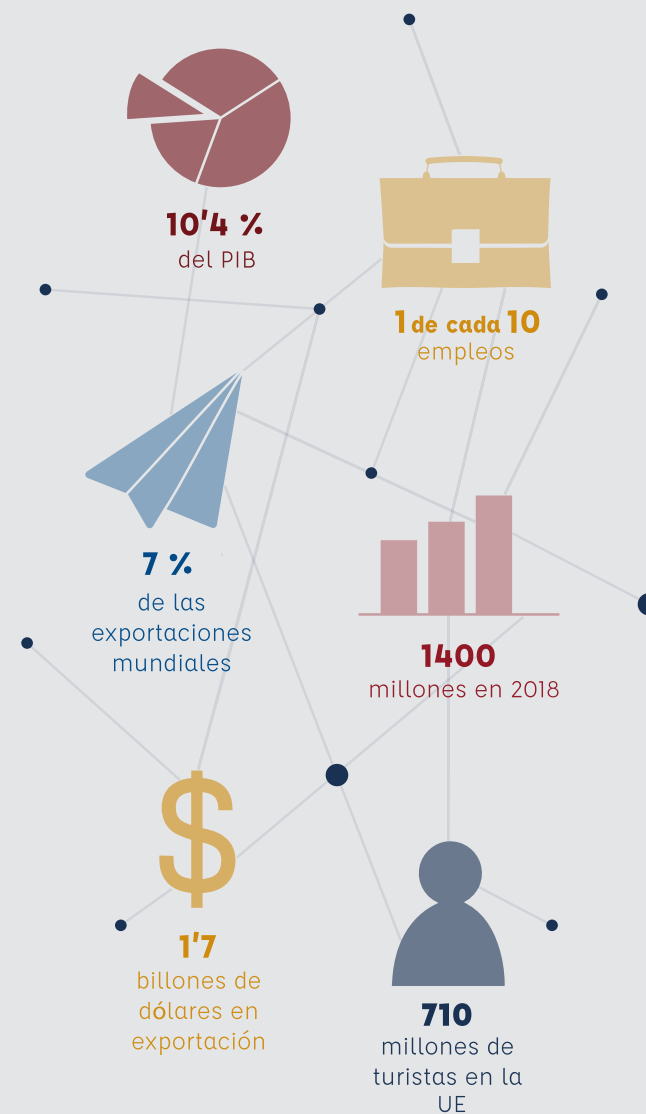 10'4 %
del PIB
1 de cada 10
empleos
7 %
de las
exportaciones
mundiales
1400
millones en 2018
1'7
billones de
dólares en
exportación
710
millones de
turistas en la
UE